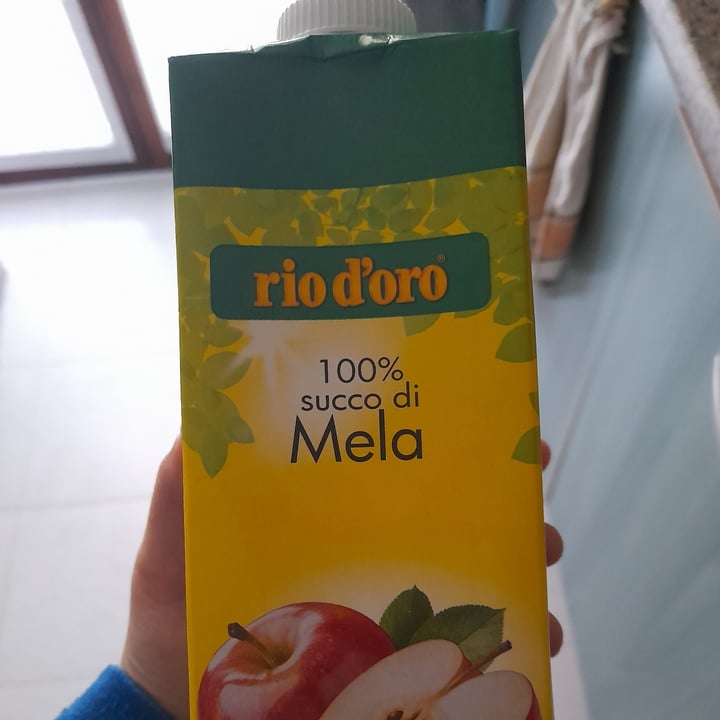 rio d'oro®
100%
succo di
Mela